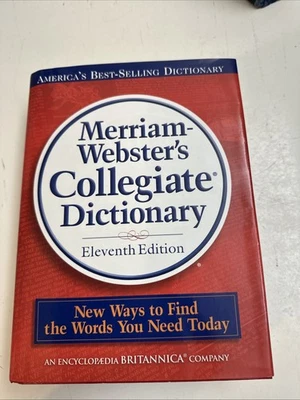 AMERICA'S BEST-SELLING DICTIONARY
Merriam-
Webster's
Collegiate®
Dictionary
Eleventh Edition
®
New Ways to Find
the Words You Need Today
AN ENCYCLOPÆDIA BRITANNICA® COMPANY